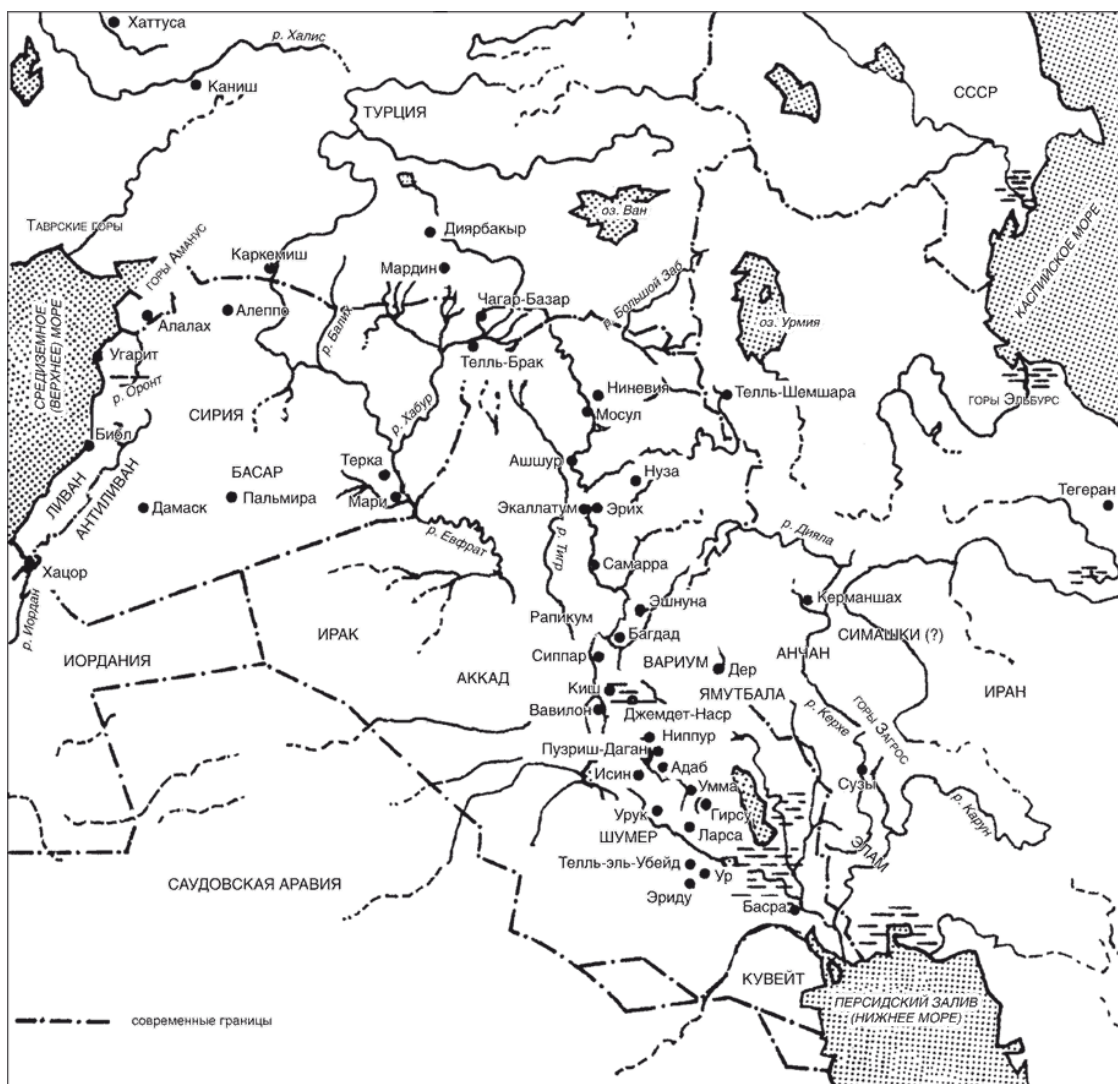 Хаттуса
р. Халис
Каниш
СССР
ТУРЦИЯ
оз. Ван
ТАВРСКИЕ ГОРЫ
Диярбакыр
ГОРЫ АМАНУС
Каркемиш
Мардин
р. Большой Заб
КАСПИЙСКОЕ МОРЕ
СРЕДИЗЕМНОЕ
(ВЕРХНЕЕ) МОРЕ
Чагар-Базар
Алалах
Алеппо
р. Балих
оз. Урмия
Угарит
Телль-Брак
р. Оронт
Ниневия
Телль-Шемшара
ГОРЫ ЭЛЬБУРС
СИРИЯ
р. Хабур
Мосул
Библ
Ашшур
Терка
Нуза
БАСАР
ЛИВАН
АНТИЛИВАН
Тегеран
Дамаск
Пальмира
Мари
Экаллатум
Эрих
р. Евфрат
р. Тигр
р. Дияла
Хацор
Самарра
р. Иордан
Эшнуна
Керманшах
Рапикум
ИРАК
Багдад
СИМАШКИ (?)
ИОРДАНИЯ
Сиппар
ВАРИУМ
Дер
АНЧАН
АККАД
Киш
ЯМУТБАЛА
ИРАН
Вавилон
Джемдет-Наср
р. Керхе
ГОРЫ ЗАГРОС
Ниппур
Пузриш-Даган
Адаб
Исин
Умма
Сузы
Урук
Гирсу
р. Карун
ШУМЕР
Ларса
ЭЛАМ
Телль-эль-Убейд
Ур
САУДОВСКАЯ АРАВИЯ
Эриду
Басра
КУВЕЙТ
ПЕРСИДСКИЙ ЗАЛИВ
(НИЖНЕЕ МОРЕ)
современные границы